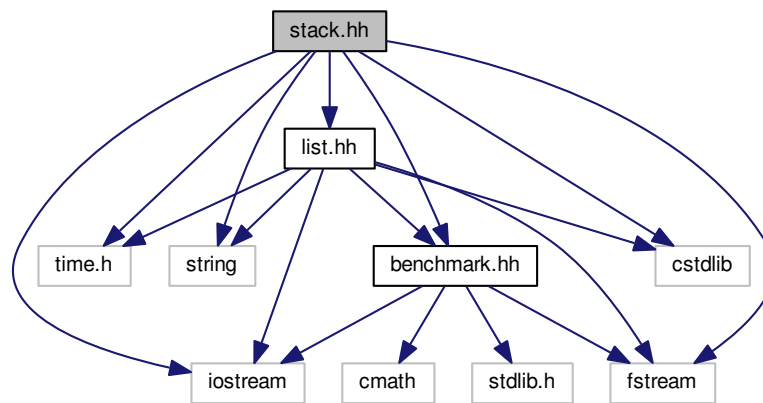 stack.hh
list.hh
time.h
string
benchmark.hh
cstdlib
iostream
cmath
stdlib.h
fstream